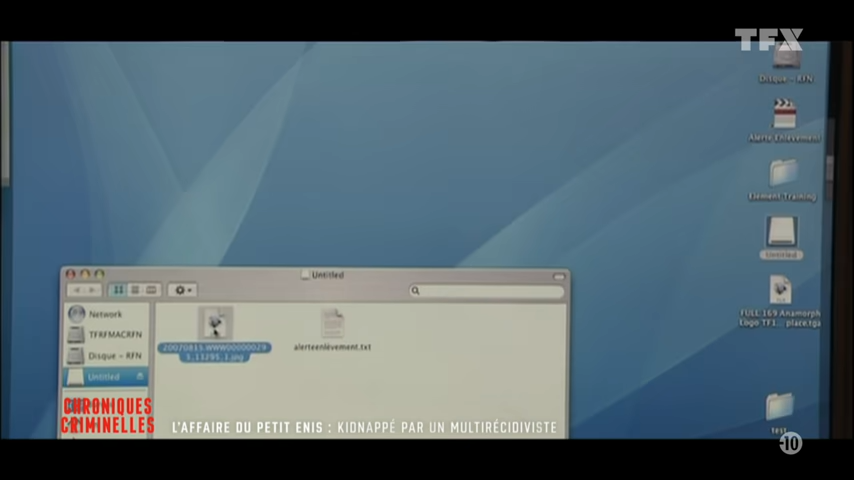 TFX
Disque - RFN
Alerte Enlèvement
Element Training
Untitled
Untitled
Network
TFRFMACRFN
Disque - RFN
Untitled
alerteenlèvement.txt
FULL 169 Anamorph
Logo TF1... place.tga
test
CHRONIQUES
CRIMINELLES
L'AFFAIRE DU PETIT ENIS : KIDNAPPÉ PAR UN MULTIRÉCIDIVISTE
-10